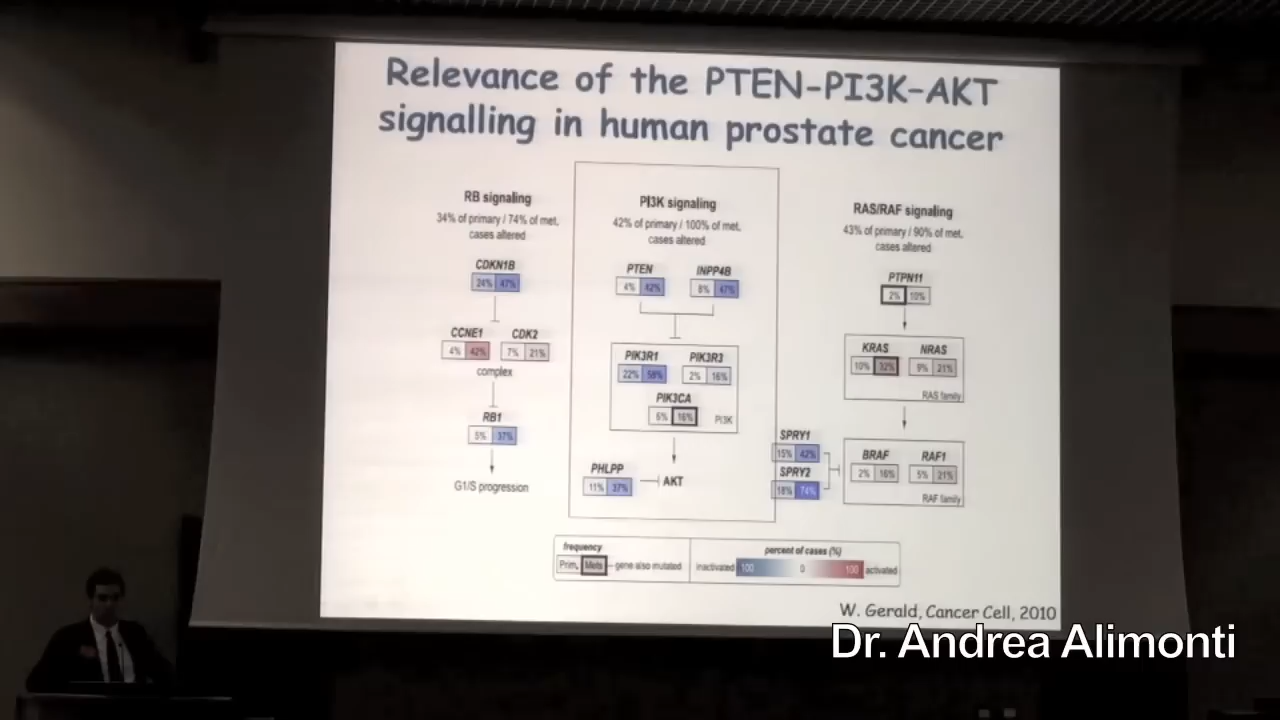 Relevance of the PTEN-PI3K-AKT
signalling in human prostate cancer
RB signaling
34% of primary / 74% of met.
cases altered
CDKN1B
24% 47%
CCNE1 CDK2
4% 42% 7% 21%
complex
RB1
5% 37%
G1/S progression
PI3K signaling
42% of primary / 100% of met.
cases altered
PTEN INPP4B
4% 42% 8% 47%
PIK3R1 PIK3R3
22% 58% 2% 16%
PIK3CA
6% 16% PI3K
PHLPP
11% 37% AKT
RAS/RAF signaling
43% of primary / 90% of met.
cases altered
PTPN11
2% 10%
KRAS NRAS
10% 32% 9% 21%
RAS family
SPRY1
15% 42%
SPRY2
18% 74%
BRAF RAF1
2% 16% 5% 21%
RAF family
frequency
Prim. Mets gene also mutated
percent of cases (%)
inactivated 100 0 100 activated
W. Gerald, Cancer Cell, 2010
Dr. Andrea Alimonti